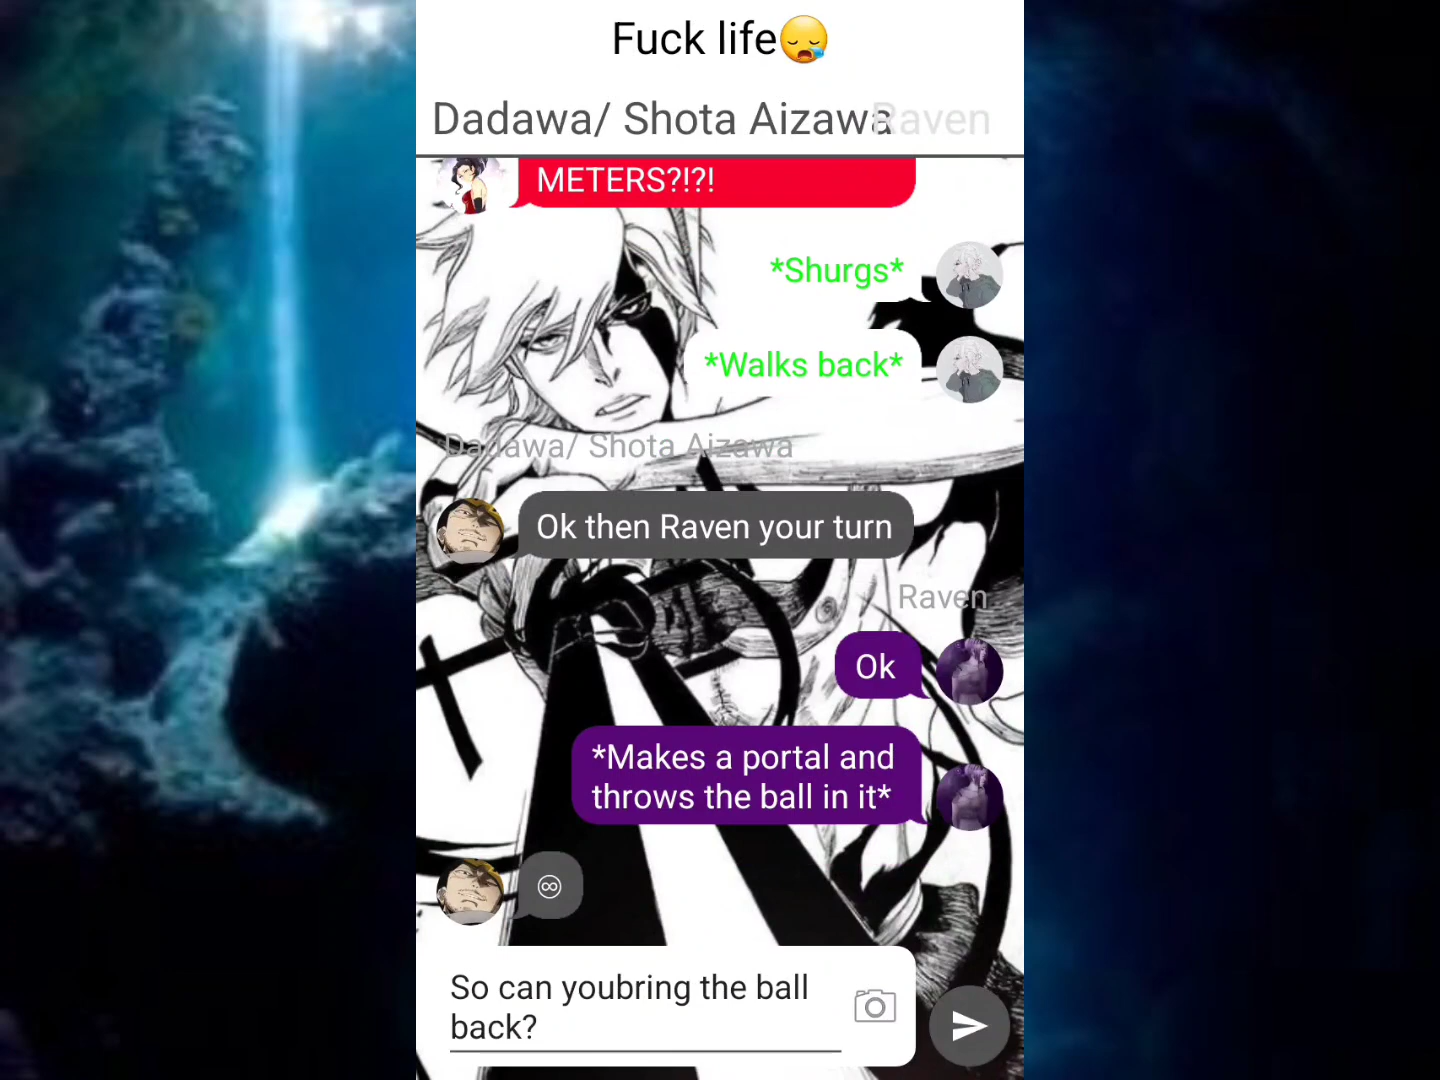 Fuck life😪
Dadawa/ Shota Aizawa Raven
METERS?!?!
*Shurgs*
*Walks back*
Dadawa/ Shota Aizawa
Ok then Raven your turn
Raven
Ok
*Makes a portal and
throws the ball in it*
♾
So can youbring the ball
back?